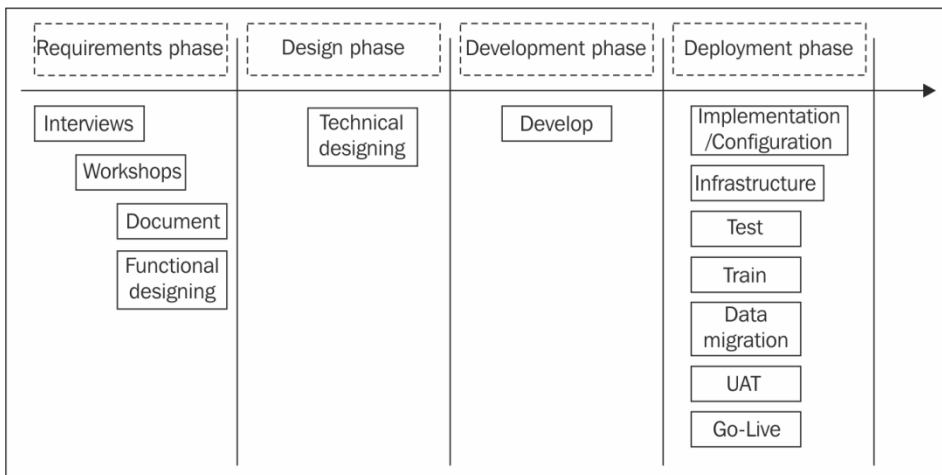 Requirements phase
Design phase
Development phase
Deployment phase
Interviews
Workshops
Document
Functional
designing
Technical
designing
Develop
Implementation
/Configuration
Infrastructure
Test
Train
Data
migration
UAT
Go-Live